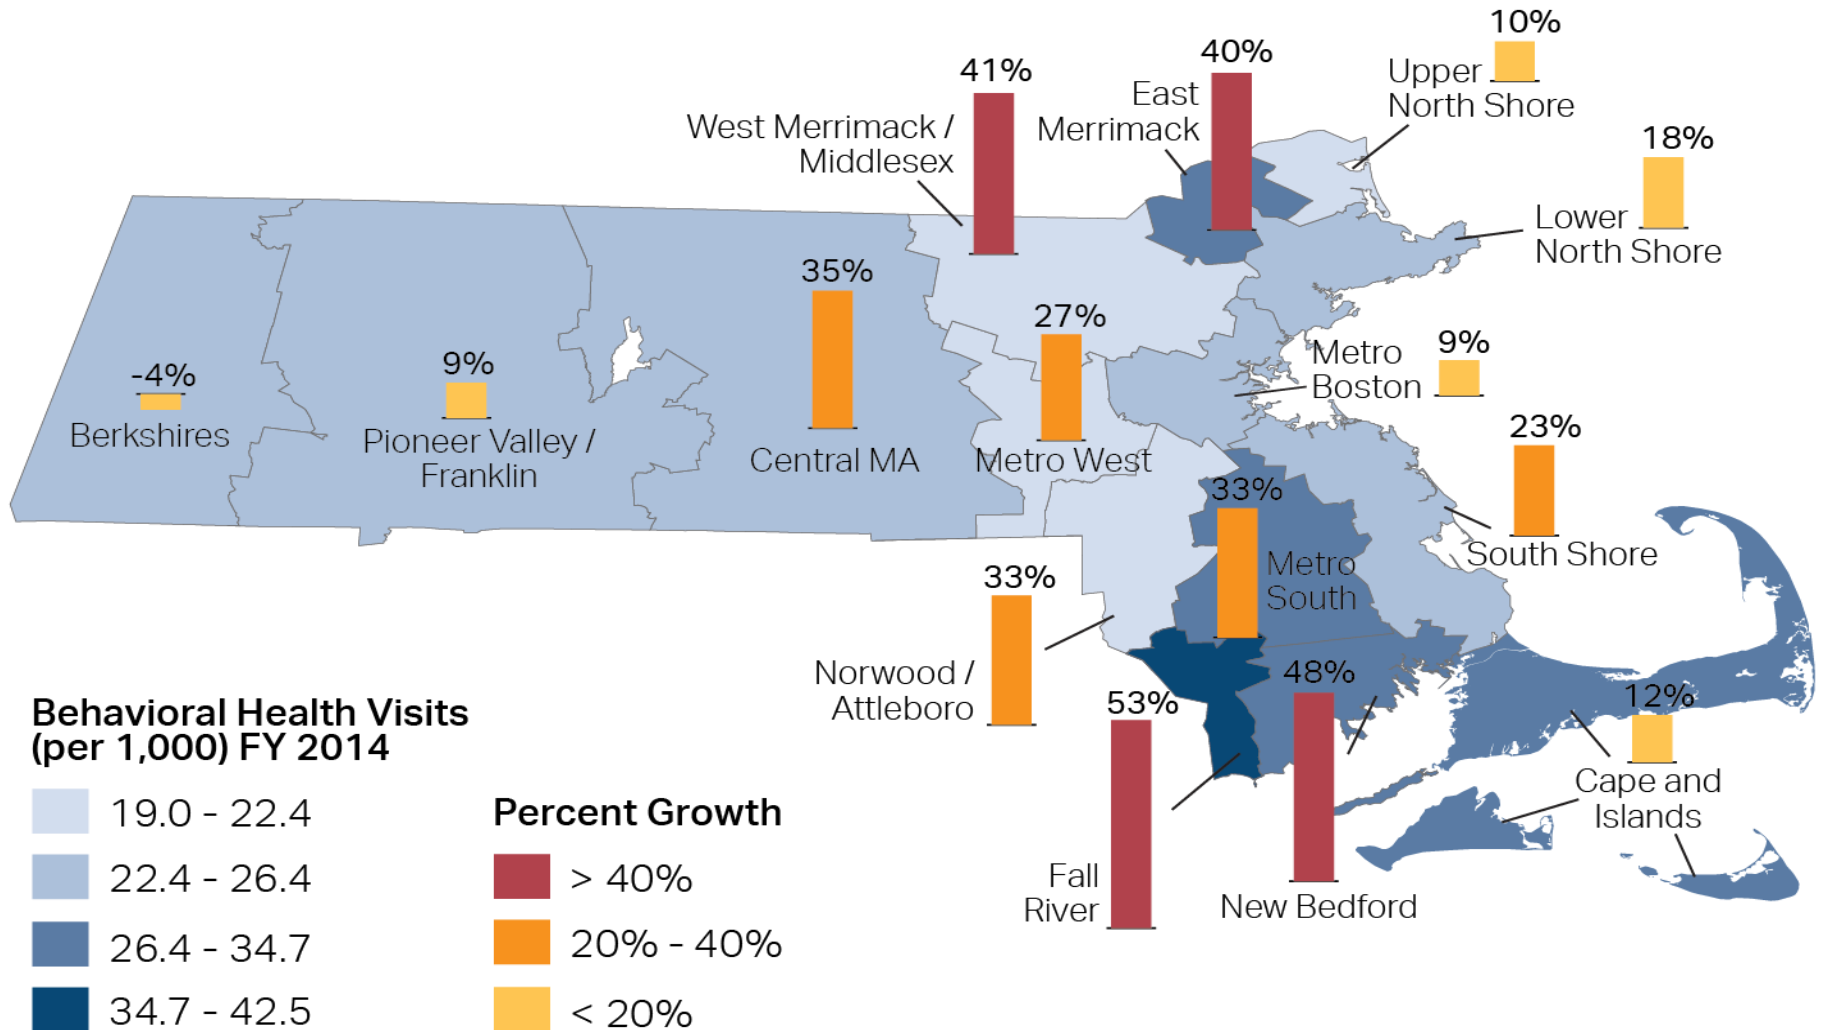 10%
Upper
North Shore
40%
East
Merrimack
41%
West Merrimack /
Middlesex
18%
Lower
North Shore
35%
Central MA
27%
Metro West
9%
Metro
Boston
-4%
Berkshires
9%
Pioneer Valley /
Franklin
23%
South Shore
33%
Metro
South
33%
Norwood /
Attleboro
48%
New Bedford
53%
Fall
River
12%
Cape and
Islands
Behavioral Health Visits
(per 1,000) FY 2014
19.0 - 22.4
22.4 - 26.4
26.4 - 34.7
34.7 - 42.5
Percent Growth
> 40%
20% - 40%
< 20%